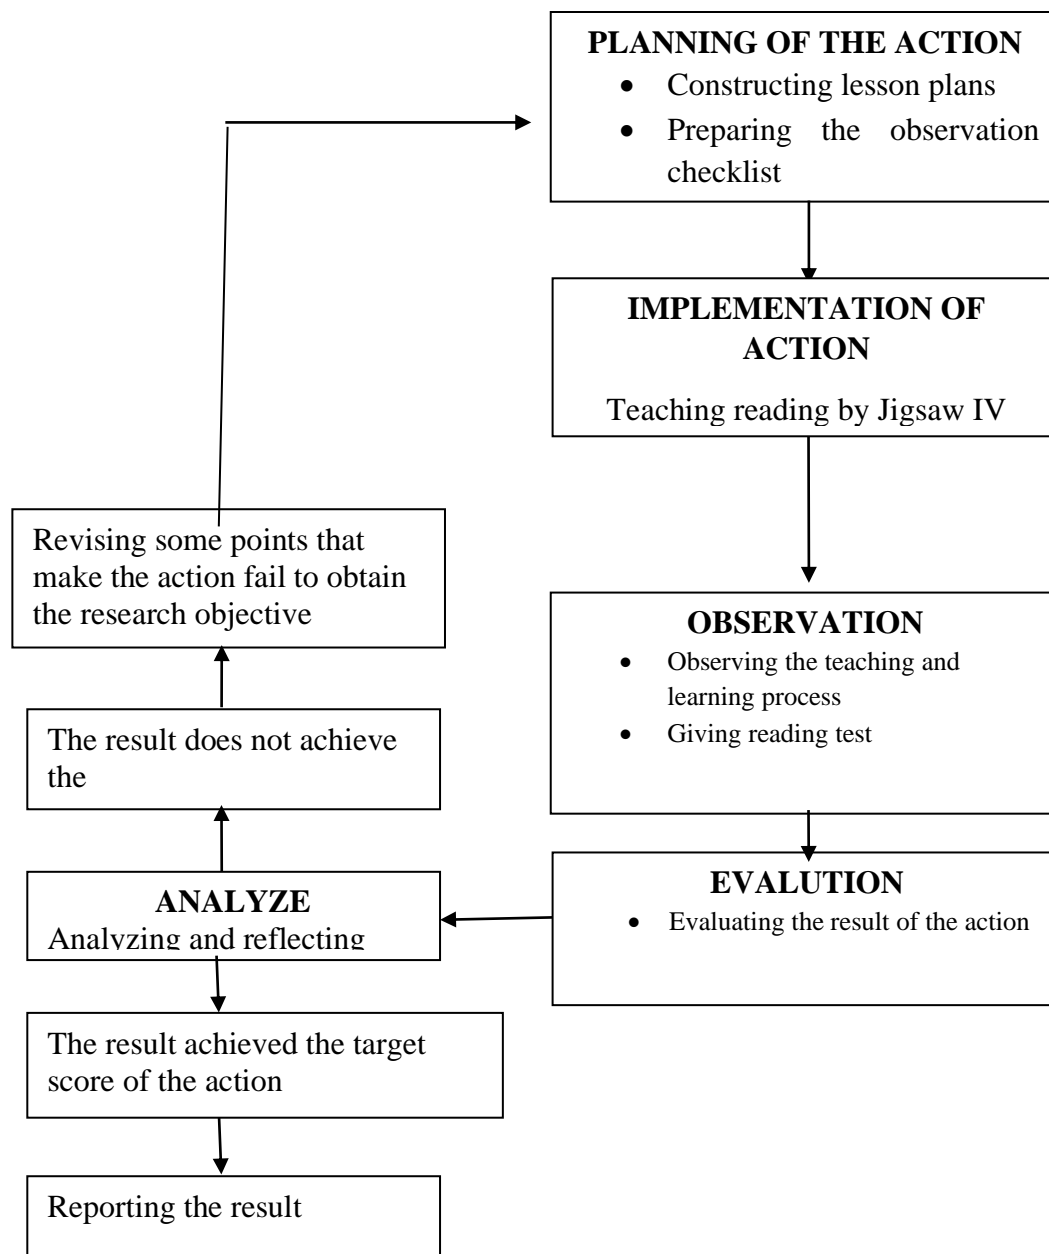 PLANNING OF THE ACTION
• Constructing lesson plans
• Preparing the observation
checklist
IMPLEMENTATION OF
ACTION
Teaching reading by Jigsaw IV
OBSERVATION
• Observing the teaching and
learning process
• Giving reading test
EVALUTION
• Evaluating the result of the action
ANALYZE
Analyzing and reflecting
The result does not achieve
the
Revising some points that
make the action fail to obtain
the research objective
The result achieved the target
score of the action
Reporting the result